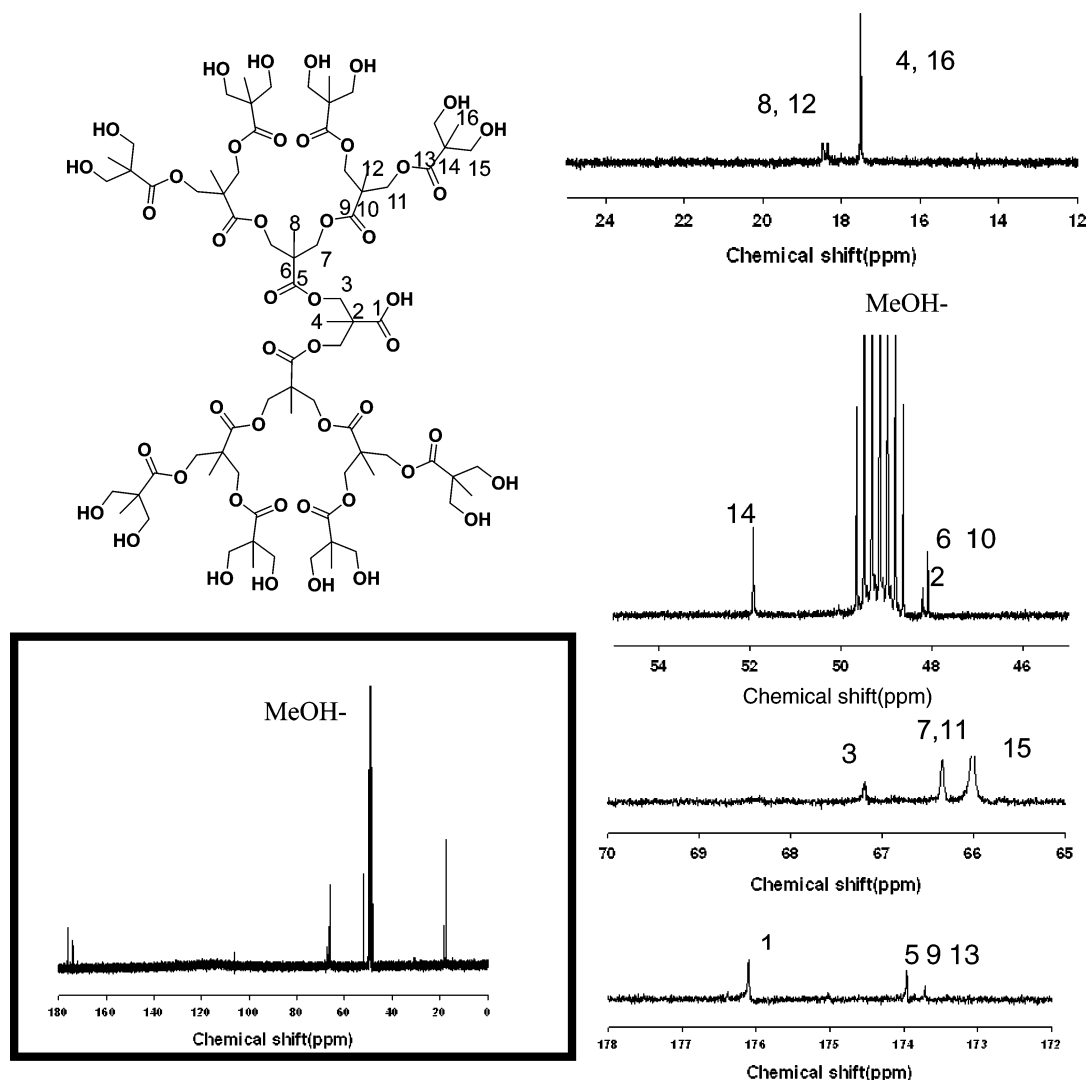 HO
OH
OH
OH
OH
16
OH
HO
HO
O
O
O
O
O
O
12
13
14
15
O
O
O
O
O
8
9
10
11
O
O
O
O
6
7
5
3
O
O
OH
4
2
1
O
O
O
O
O
O
O
O
O
O
O
O
HO
HO
O
O
O
O
OH
OH
OH
OH
OH
OH
4, 16
8, 12
24
22
20
18
16
14
12
Chemical shift(ppm)
MeOH-
14
6
10
2
54
52
50
48
46
Chemical shift(ppm)
7,11
3
15
70
69
68
67
66
65
Chemical shift(ppm)
1
5 9 13
178
177
176
175
174
173
172
Chemical shift(ppm)
MeOH-
180
160
140
120
100
80
60
40
20
0
Chemical shift(ppm)